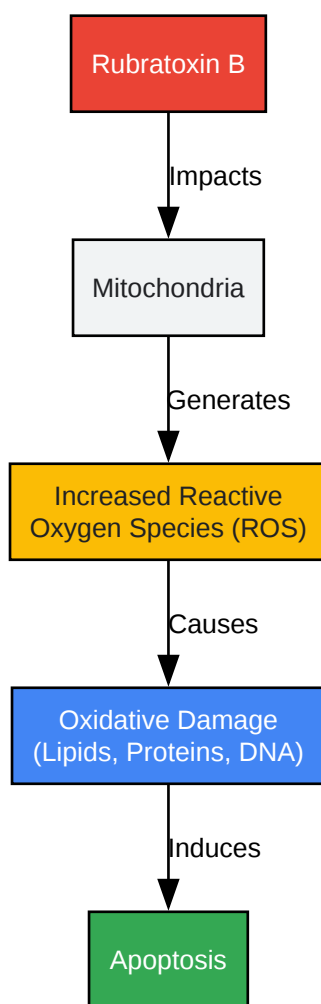 Rubratoxin B
Impacts
Mitochondria
Generates
Increased Reactive
Oxygen Species (ROS)
Causes
Oxidative Damage
(Lipids, Proteins, DNA)
Induces
Apoptosis